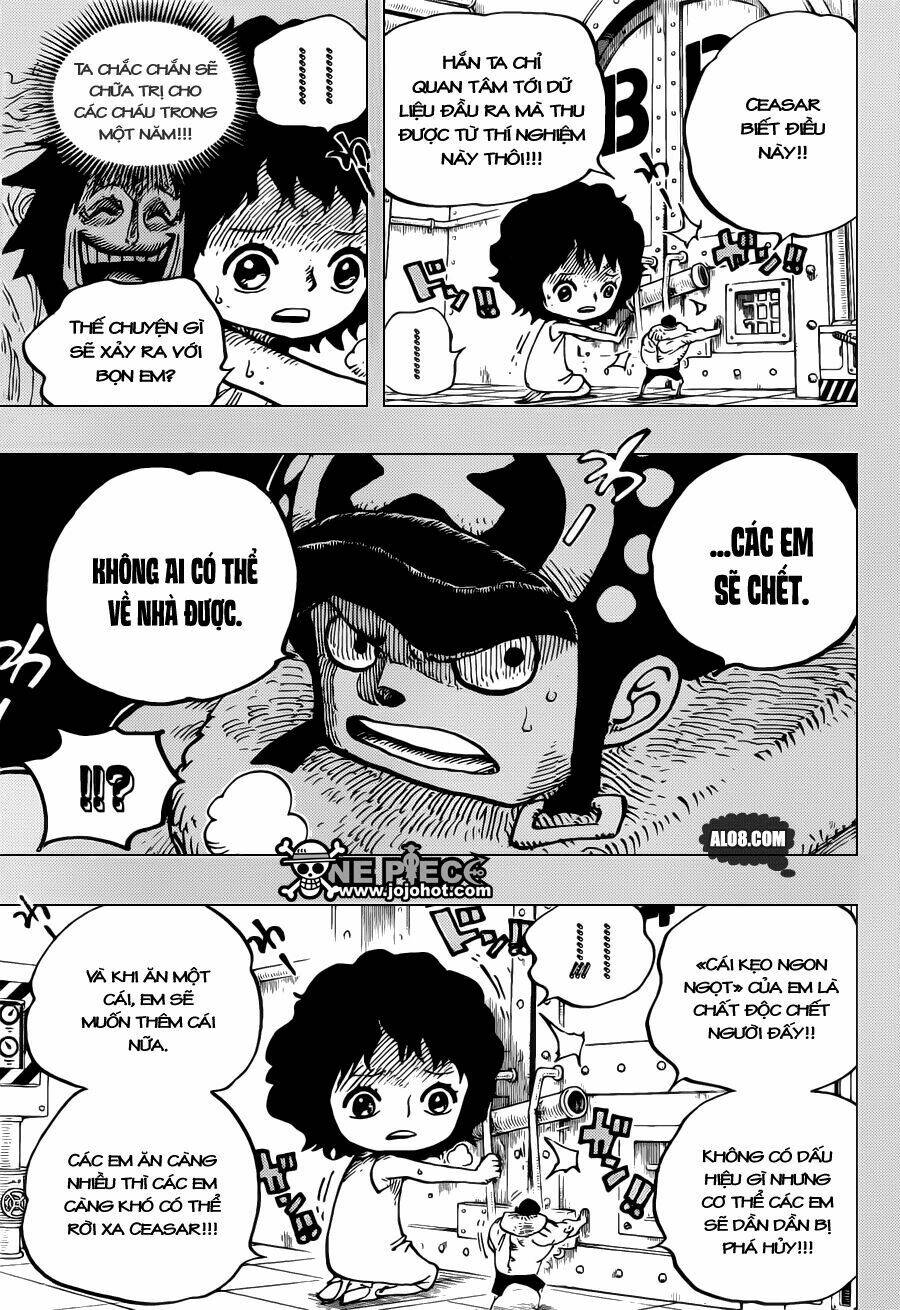 CEASAR
BIẾT ĐIỀU
NÀY!!
HẮN TA CHỈ
QUAN TÂM TỚI DỮ
LIỆU ĐẦU RA MÀ THU
ĐƯỢC TỪ THÍ NGHIỆM
NÀY THÔI!!!
B
TA CHẮC CHẮN SẼ
CHỮA TRỊ CHO
CÁC CHÁU TRONG
MỘT NĂM!!!
THẾ CHUYỆN GÌ
SẼ XẢY RA VỚI
BỌN EM?
...CÁC EM
SẼ CHẾT.
KHÔNG AI CÓ THỂ
VỀ NHÀ ĐƯỢC.
!!?
ALO8.COM
ONE PIECE
www.jojohot.com
«CÁI KẸO NGON
NGỌT» CỦA EM LÀ
CHẤT ĐỘC CHẾT
NGƯỜI ĐẤY!!
KHÔNG CÓ DẤU
HIỆU GÌ NHƯNG
CƠ THỂ CÁC EM
SẼ DẦN DẦN BỊ
PHÁ HỦY!!!
VÀ KHI ĂN MỘT
CÁI, EM SẼ
MUỐN THÊM CÁI
NỮA.
CÁC EM ĂN CÀNG
NHIỀU THÌ CÁC EM
CÀNG KHÓ CÓ THỂ
RỜI XA CEASAR!!!